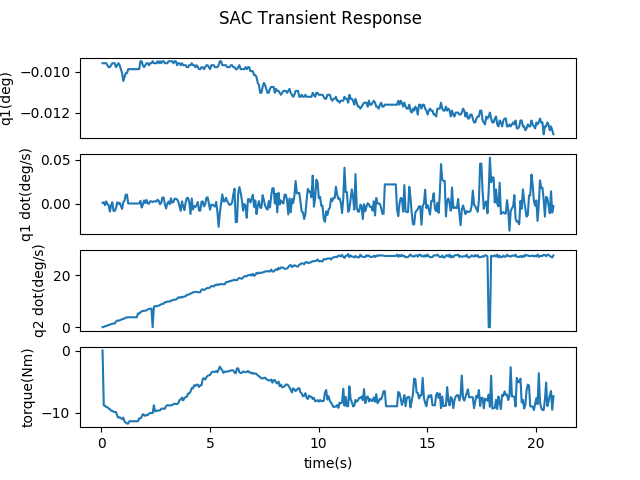 SAC Transient Response
q1(deg)
−0.010
−0.012
q1 dot(deg/s)
0.05
0.00
q2 dot(deg/s)
20
0
torque(Nm)
0
−10
0 5 10 15 20
time(s)